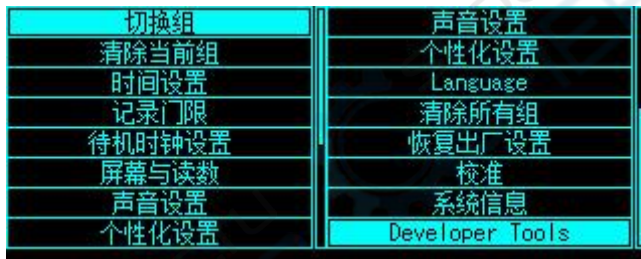 切换组
清除当前组
时间设置
记录门限
待机时钟设置
屏幕与读数
声音设置
个性化设置
声音设置
个性化设置
Language
清除所有组
恢复出厂设置
校准
系统信息
Developer Tools